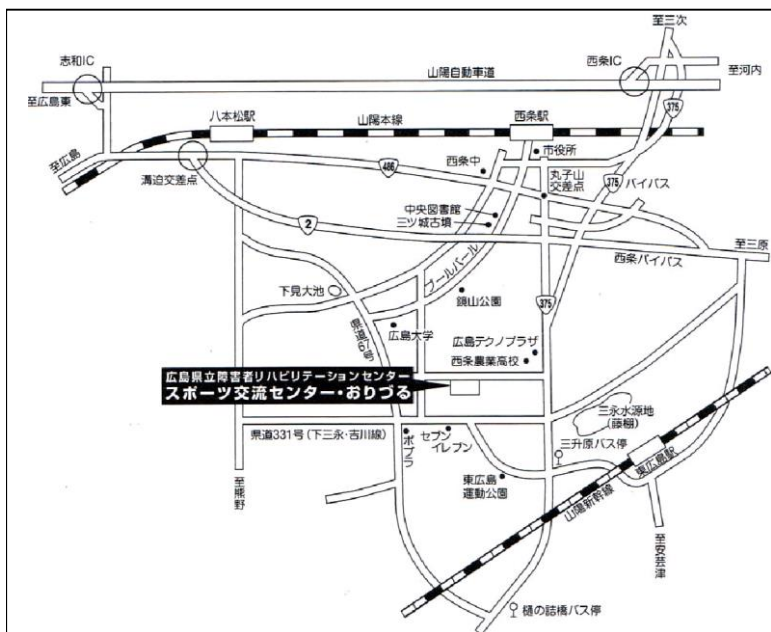 至三次
志和IC
西条IC
山陽自動車道
至河内
至広島東
375
八本松駅
山陽本線
西条駅
市役所
至広島
溝迫交差点
486
西条中
丸子山
交差点
375
バイパス
中央図書館
三ツ城古墳
2
ブールバール
至三原
西条バイパス
下見大池
鏡山公園
375
県道67号
広島大学
広島テクノプラザ
西条農業高校
広島県立障害者リハビリテーションセンター
スポーツ交流センター・おりづる
三永水源地
(藤棚)
県道331号(下三永・吉川線)
ポプラ
セブン
イレブン
三升原バス停
東広島駅
至熊野
東広島
運動公園
山陽新幹線
至安芸津
樋の詰橋バス停